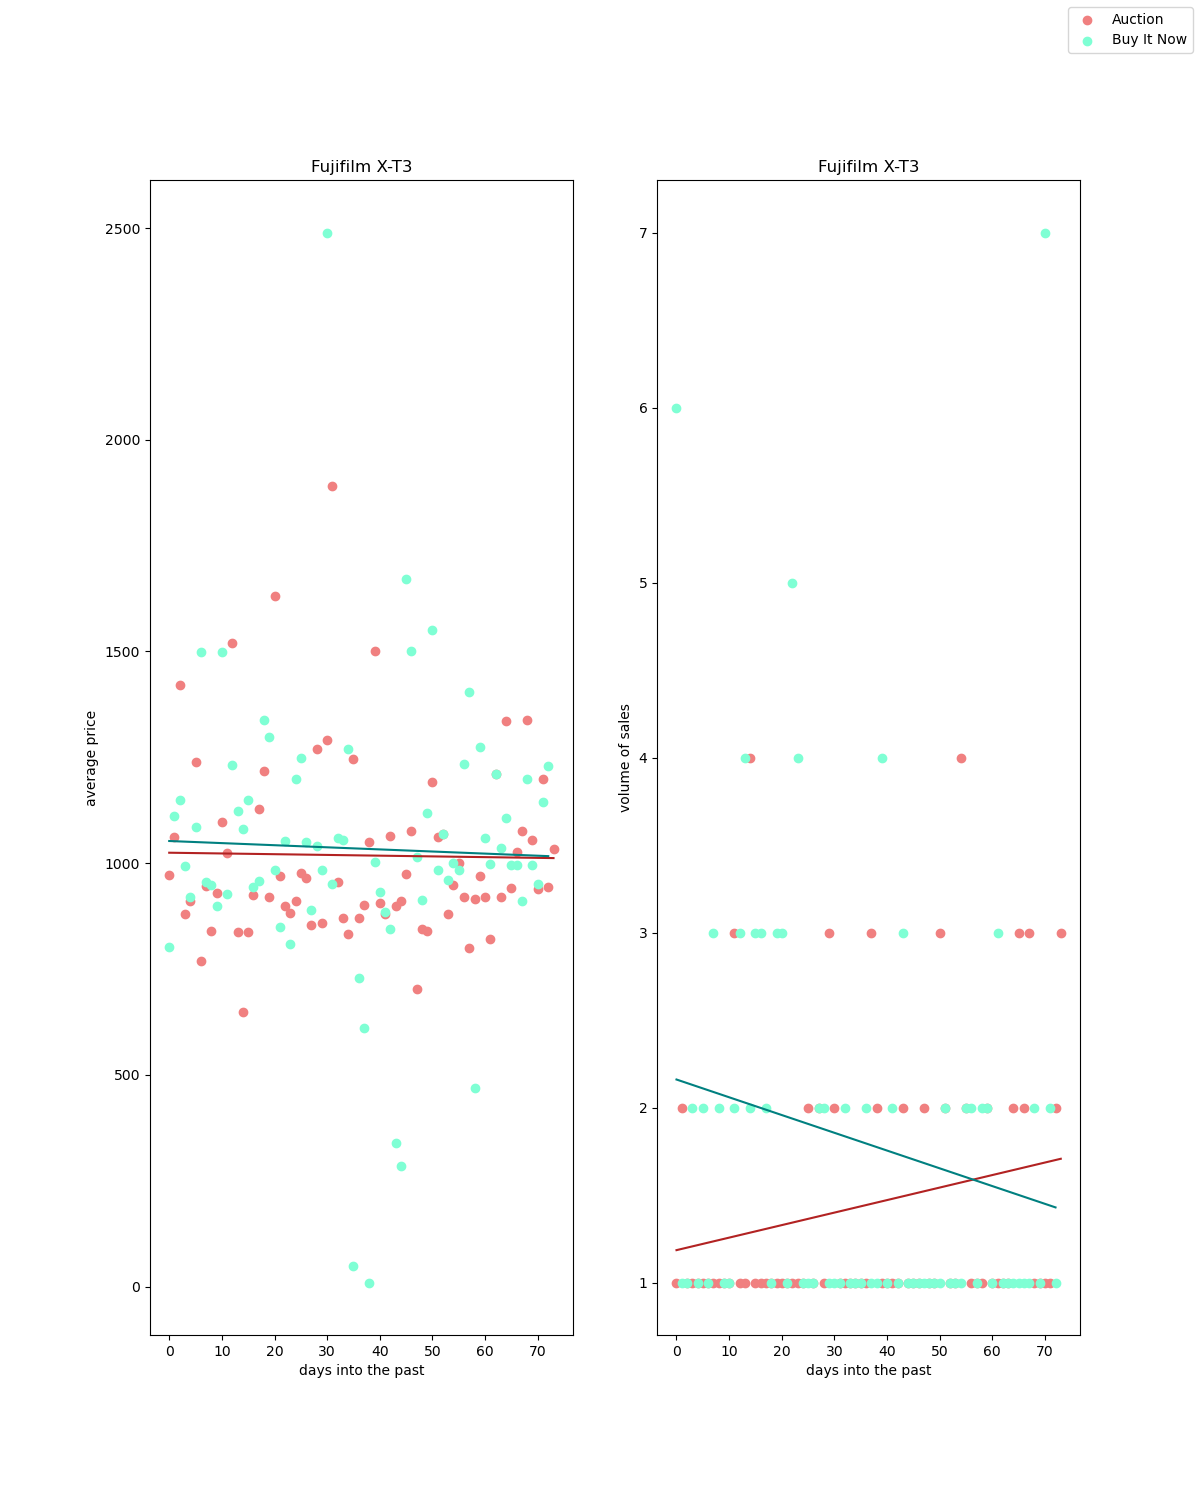 Auction
Buy It Now
Fujifilm X-T3
average price
2500
2000
1500
1000
500
0
0 10 20 30 40 50 60 70
days into the past
Fujifilm X-T3
volume of sales
7
6
5
4
3
2
1
0 10 20 30 40 50 60 70
days into the past